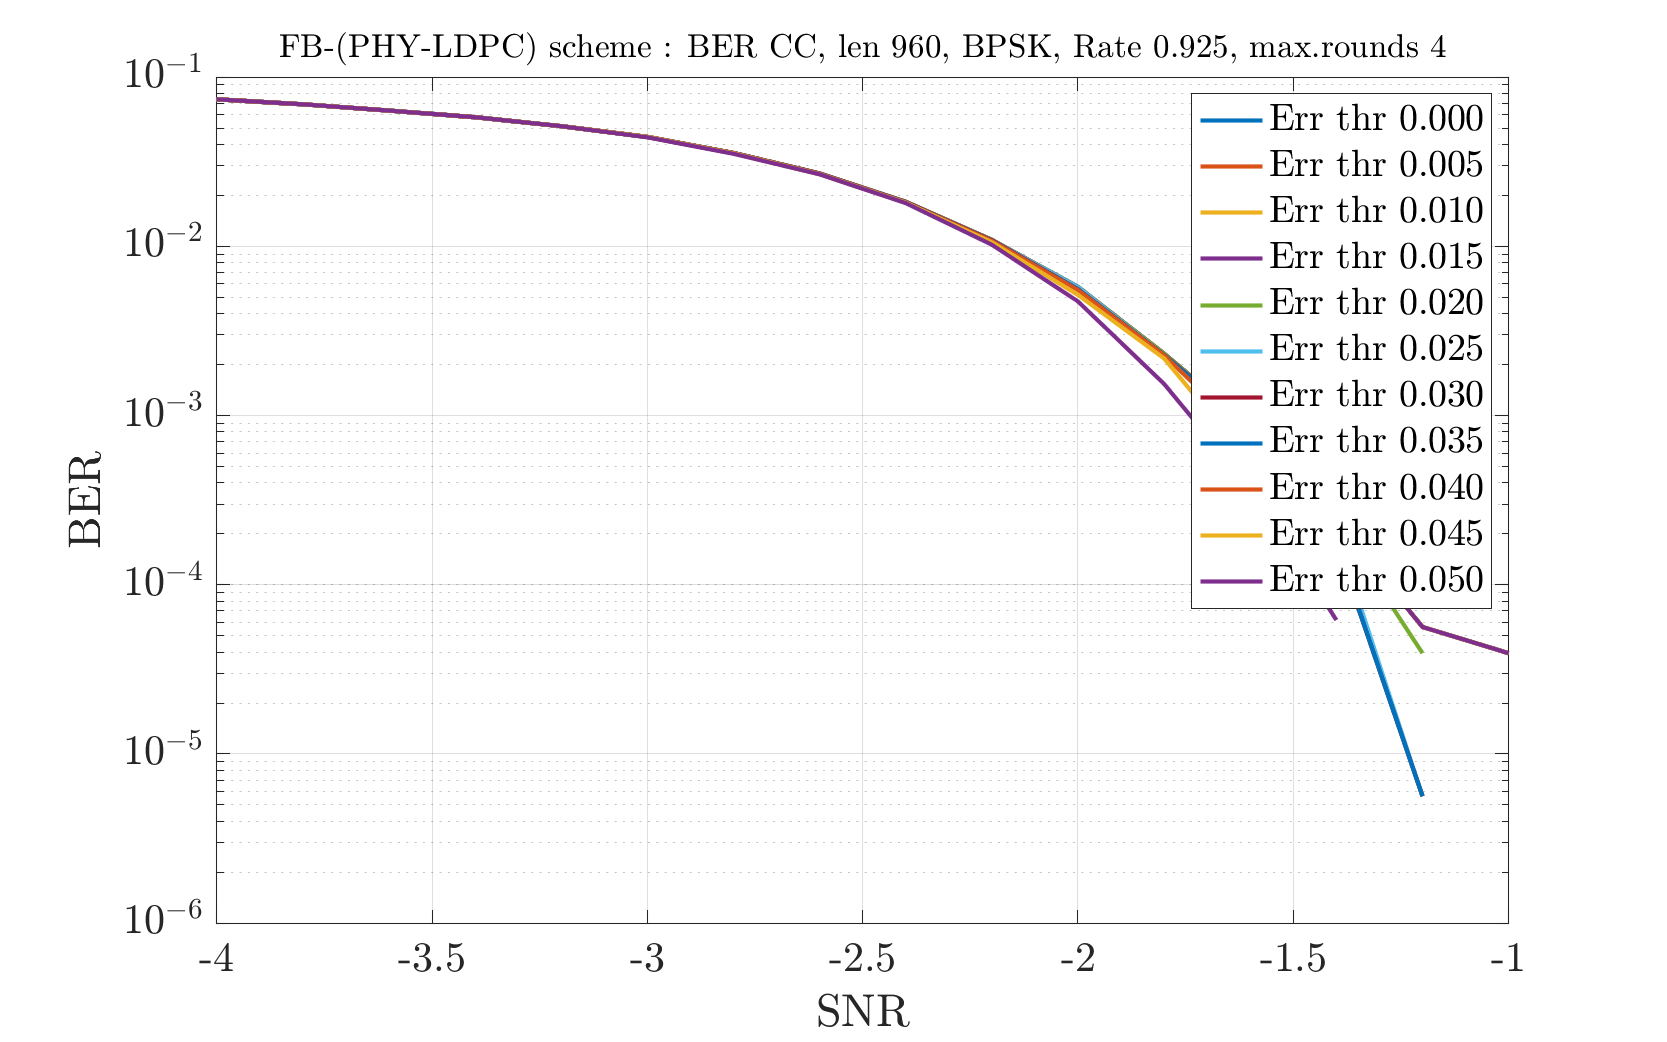 FB-(PHY-LDPC) scheme : BER CC, len 960, BPSK, Rate 0.925, max.rounds 4
10^{-1}
10^{-2}
10^{-3}
10^{-4}
10^{-5}
10^{-6}
BER
Err thr 0.000
Err thr 0.005
Err thr 0.010
Err thr 0.015
Err thr 0.020
Err thr 0.025
Err thr 0.030
Err thr 0.035
Err thr 0.040
Err thr 0.045
Err thr 0.050
-4 -3.5 -3 -2.5 -2 -1.5 -1
SNR